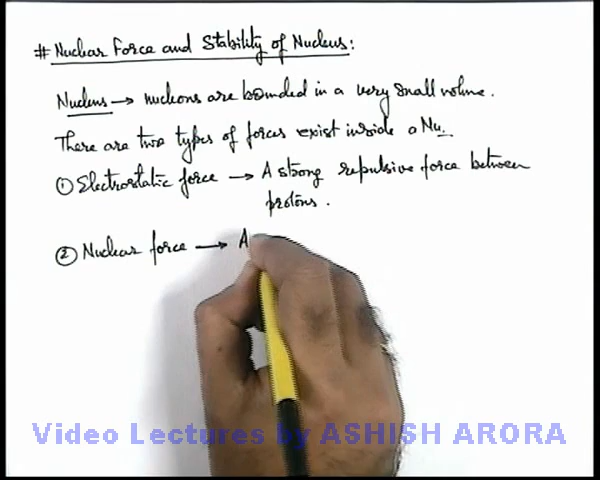 # Nuclear Force and Stability of Nucleus:
Nucleus → nucleons are bounded in a very small volume.
There are two types of forces exist inside a Nu.
① Electrostatic force → A strong repulsive force between
protons.
② Nuclear force → A
Video Lectures by ASHISH ARORA